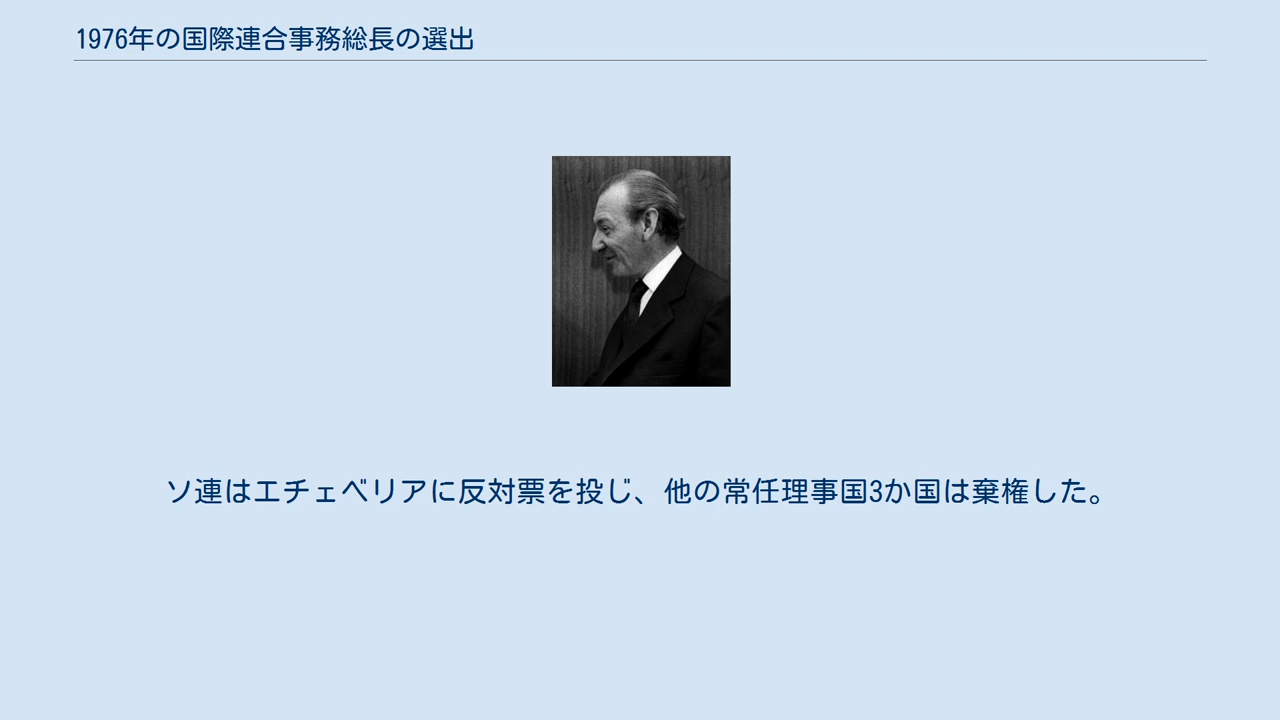 1976年の国際連合事務総長の選出
ソ連はエチェベリアに反対票を投じ、他の常任理事国3か国は棄権した。